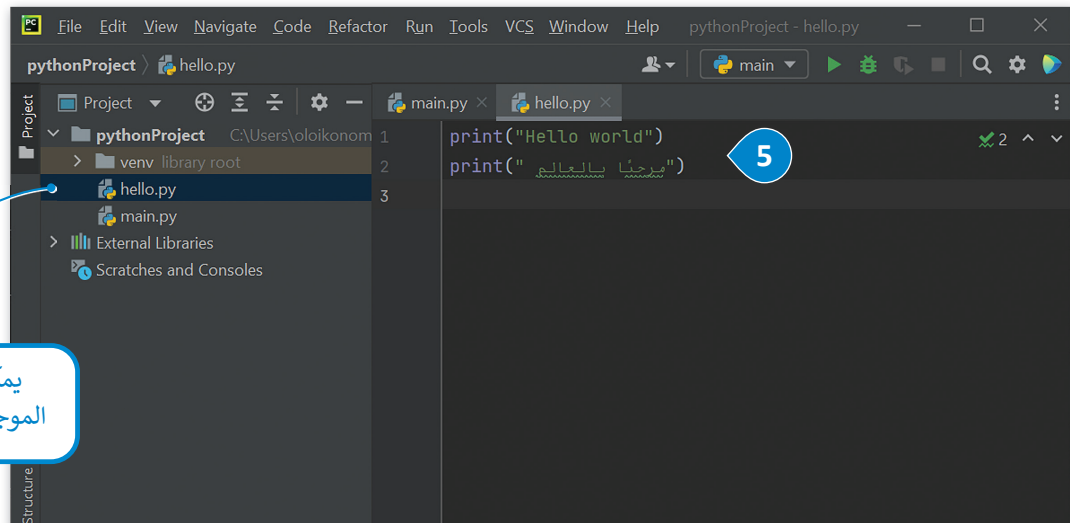 PC
File Edit View Navigate Code Refactor Run Tools VCS Window Help pythonProject - hello.py
pythonProject hello.py
main
Project
Project
main.py
hello.py
pythonProject C:\Users\oloikonom
venv library root
hello.py
main.py
External Libraries
Scratches and Consoles
1 print("Hello world")
2 print(" مرحبًا بالعالم")
3
2
5
الموج
Structure